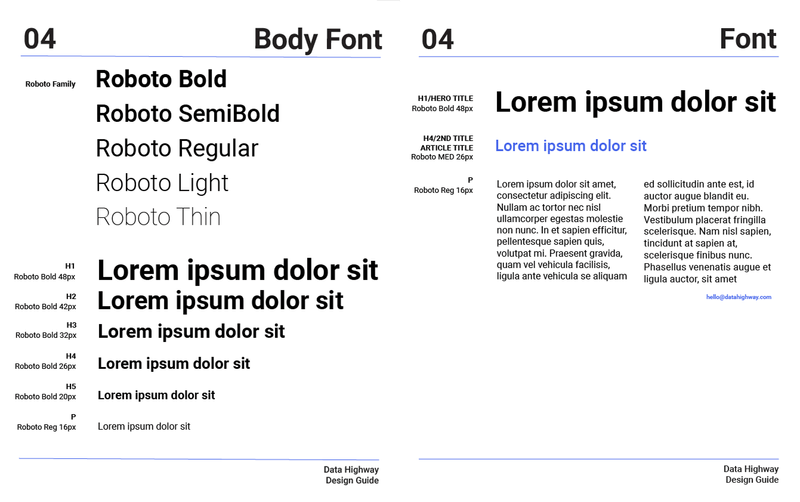 04
Body Font
Roboto Family
Roboto Bold
Roboto SemiBold
Roboto Regular
Roboto Light
Roboto Thin
H1
Roboto Bold 48px
Lorem ipsum dolor sit
H2
Roboto Bold 42px
Lorem ipsum dolor sit
H3
Roboto Bold 32px
Lorem ipsum dolor sit
H4
Roboto Bold 26px
Lorem ipsum dolor sit
H5
Roboto Bold 20px
Lorem ipsum dolor sit
P
Roboto Reg 16px
Lorem ipsum dolor sit
Data Highway
Design Guide
04
Font
H1/HERO TITLE
Roboto Bold 48px
Lorem ipsum dolor sit
H4/2ND TITLE
ARTICLE TITLE
Roboto MED 26px
Lorem ipsum dolor sit
P
Roboto Reg 16px
Lorem ipsum dolor sit amet,
consectetur adipiscing elit.
Nullam ac tortor nec nisl
ullamcorper egestas molestie
non nunc. In et sapien efficitur,
pellentesque sapien quis,
volutpat mi. Praesent gravida,
quam vel vehicula facilisis,
ligula ante vehicula se aliquam
ed sollicitudin ante est, id
auctor augue blandit eu.
Morbi pretium tempor nibh.
Vestibulum placerat fringilla
scelerisque. Nam nisl sapien,
tincidunt at sapien at,
scelerisque finibus nunc.
Phasellus venenatis augue et
ligula auctor, sit amet
hello@datahighway.com
Data Highway
Design Guide